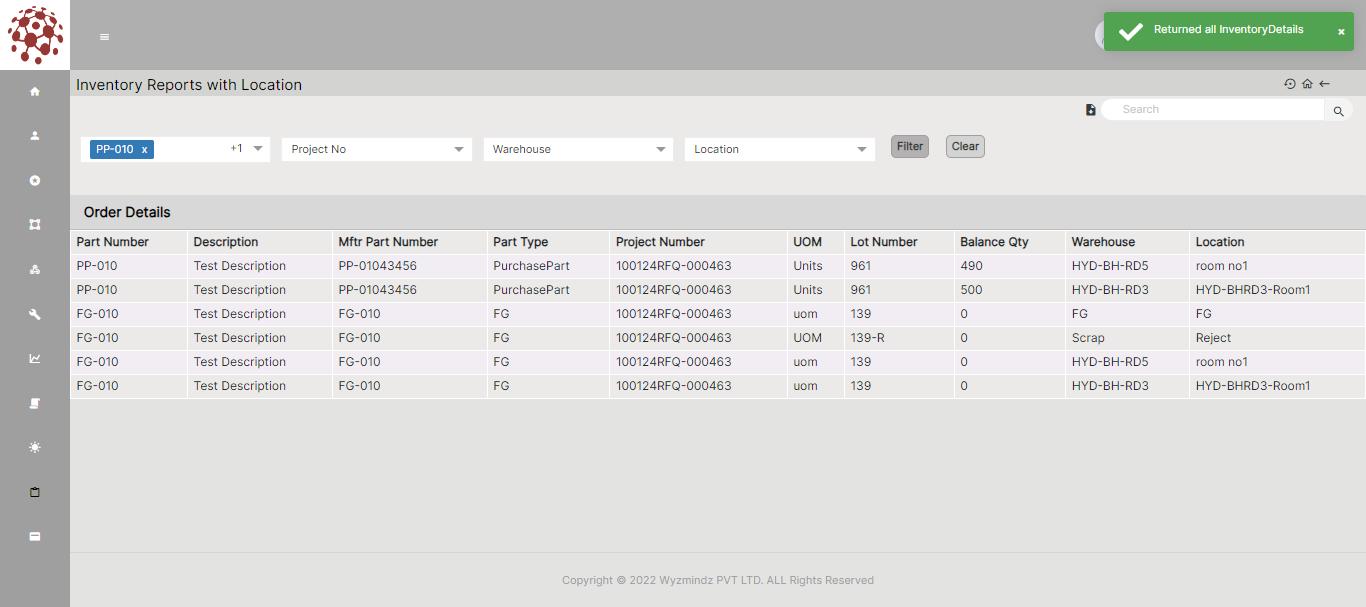 Returned all InventoryDetails x
Inventory Reports with Location
Search
PP-010 x +1 Project No Warehouse Location Filter Clear
Order Details
Part Number Description Mftr Part Number Part Type Project Number UOM Lot Number Balance Qty Warehouse Location
PP-010 Test Description PP-01043456 PurchasePart 100124RFQ-000463 Units 961 490 HYD-BH-RD5 room no1
PP-010 Test Description PP-01043456 PurchasePart 100124RFQ-000463 Units 961 500 HYD-BH-RD3 HYD-BHRD3-Room1
FG-010 Test Description FG-010 FG 100124RFQ-000463 uom 139 0 FG FG
FG-010 Test Description FG-010 FG 100124RFQ-000463 UOM 139-R 0 Scrap Reject
FG-010 Test Description FG-010 FG 100124RFQ-000463 uom 139 0 HYD-BH-RD5 room no1
FG-010 Test Description FG-010 FG 100124RFQ-000463 uom 139 0 HYD-BH-RD3 HYD-BHRD3-Room1
Copyright © 2022 Wyzmindz PVT LTD. ALL Rights Reserved